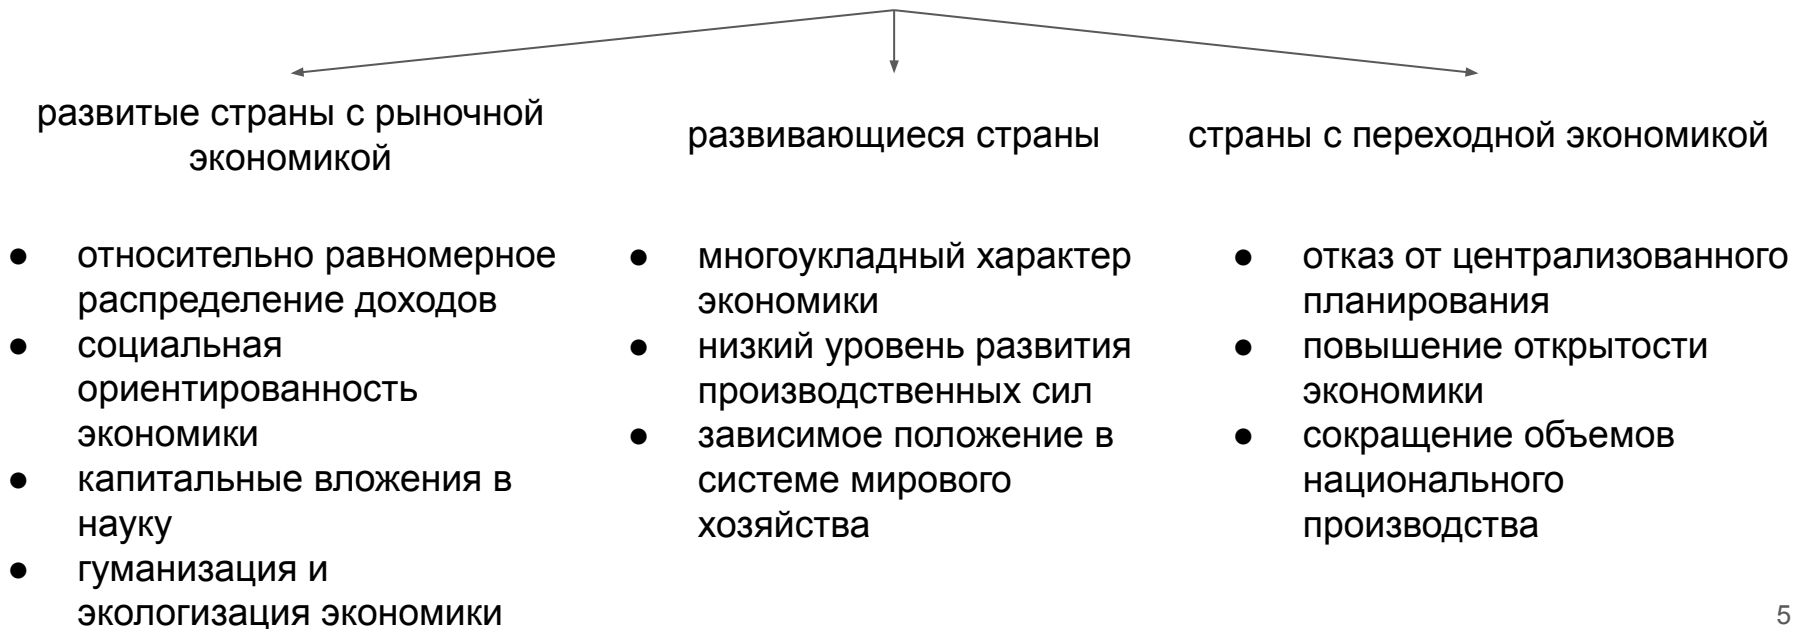 развитые страны с рыночной
экономикой
развивающиеся страны
страны с переходной экономикой
● относительно равномерное
распределение доходов
● социальная
ориентированность
экономики
● капитальные вложения в
науку
● гуманизация и
экологизация экономики
● многоукладный характер
экономики
● низкий уровень развития
производственных сил
● зависимое положение в
системе мирового
хозяйства
● отказ от централизованного
планирования
● повышение открытости
экономики
● сокращение объемов
национального
производства
5